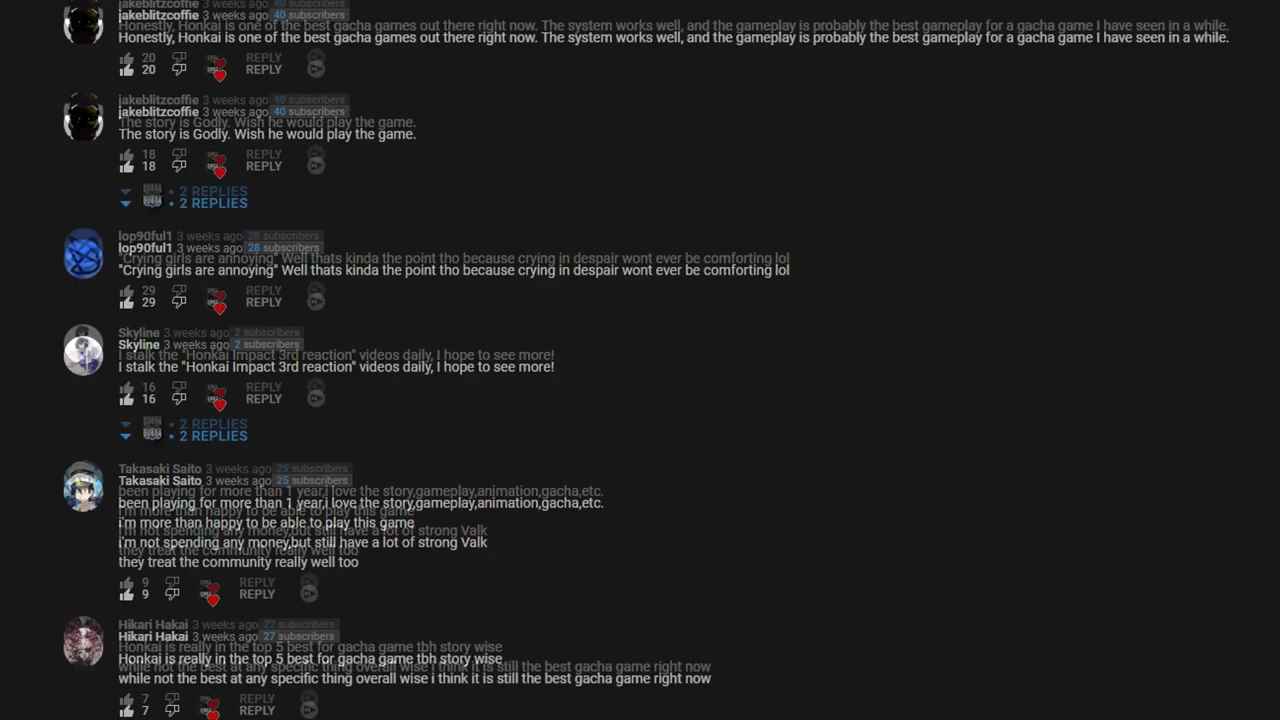 jakeblitzcoffie 3 weeks ago 40 subscribers
Honestly, Honkai is one of the best gacha games out there right now. The system works well, and the gameplay is probably the best gameplay for a gacha game I have seen in a while.
20 REPLY
jakeblitzcoffie 3 weeks ago 40 subscribers
The story is Godly. Wish he would play the game.
18 REPLY
• 2 REPLIES
lop90ful1 3 weeks ago 28 subscribers
"Crying girls are annoying" Well thats kinda the point tho because crying in despair wont ever be comforting lol
29 REPLY
Skyline 3 weeks ago 2 subscribers
I stalk the "Honkai Impact 3rd reaction" videos daily, I hope to see more!
16 REPLY
• 2 REPLIES
Takasaki Saito 3 weeks ago 25 subscribers
been playing for more than 1 year,i love the story,gameplay,animation,gacha,etc.
i'm more than happy to be able to play this game
i'm not spending any money,but still have a lot of strong Valk
they treat the community really well too
9 REPLY
Hikari Hakai 3 weeks ago 27 subscribers
Honkai is really in the top 5 best for gacha game tbh story wise
while not the best at any specific thing overall wise i think it is still the best gacha game right now
7 REPLY